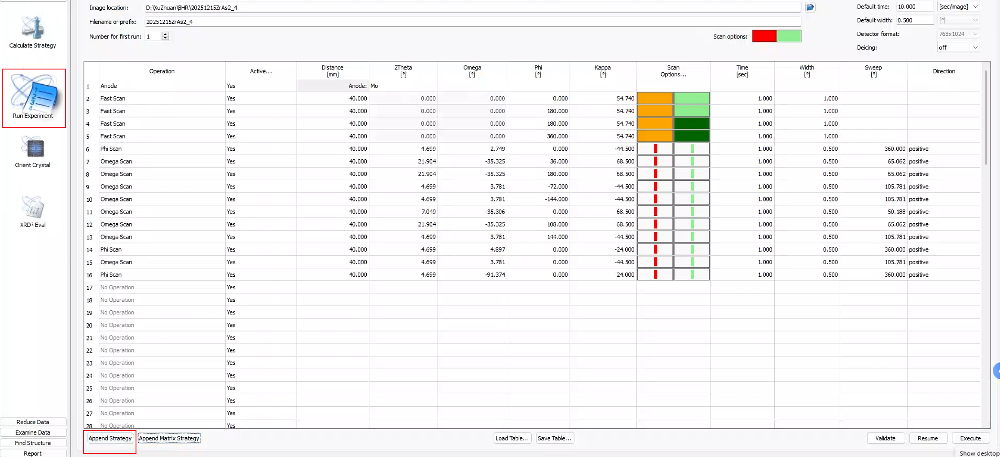 Image location: D:\XuZhuan\BHR\20251215ZrAs2_4
Filename or prefix: 20251215ZrAs2_4
Number for first run: 1
Scan options:
Default time: 10.000 [sec/image]
Default width: 0.500 [°]
Detector format: 768x1024
Deicing: off
Calculate Strategy
Run Experiment
Orient Crystal
XRD² Eval
Reduce Data
Examine Data
Find Structure
Report
Operation Active... Distance [mm] 2Theta [°] Omega [°] Phi [°] Kappa [°] Scan Options... Time [sec] Width [°] Sweep [°] Direction
1 Anode Yes Anode: Mo
2 Fast Scan Yes 40.000 0.000 0.000 0.000 54.740 1.000 1.000
3 Fast Scan Yes 40.000 0.000 0.000 180.000 54.740 1.000 1.000
4 Fast Scan Yes 40.000 0.000 0.000 180.000 54.740 1.000 1.000
5 Fast Scan Yes 40.000 0.000 0.000 360.000 54.740 1.000 1.000
6 Phi Scan Yes 40.000 4.699 2.749 0.000 -44.500 1.000 0.500 360.000 positive
7 Omega Scan Yes 40.000 21.904 -35.325 36.000 68.500 1.000 0.500 65.062 positive
8 Omega Scan Yes 40.000 21.904 -35.325 180.000 68.500 1.000 0.500 65.062 positive
9 Omega Scan Yes 40.000 4.699 3.781 -72.000 -44.500 1.000 0.500 105.781 positive
10 Omega Scan Yes 40.000 4.699 3.781 -144.000 -44.500 1.000 0.500 105.781 positive
11 Omega Scan Yes 40.000 7.049 -35.306 0.000 68.500 1.000 0.500 50.188 positive
12 Omega Scan Yes 40.000 21.904 -35.325 108.000 68.500 1.000 0.500 65.062 positive
13 Omega Scan Yes 40.000 4.699 3.781 144.000 -44.500 1.000 0.500 105.781 positive
14 Phi Scan Yes 40.000 4.699 4.897 0.000 -24.000 1.000 0.500 360.000 positive
15 Omega Scan Yes 40.000 4.699 3.781 0.000 -44.500 1.000 0.500 105.781 positive
16 Phi Scan Yes 40.000 4.699 -91.374 0.000 24.000 1.000 0.500 360.000 positive
17 No Operation Yes
18 No Operation Yes
19 No Operation Yes
20 No Operation Yes
21 No Operation Yes
22 No Operation Yes
23 No Operation Yes
24 No Operation Yes
25 No Operation Yes
26 No Operation Yes
27 No Operation Yes
28 No Operation Yes
Append Strategy Append Matrix Strategy Load Table... Save Table... Validate Resume Execute
Show desktop